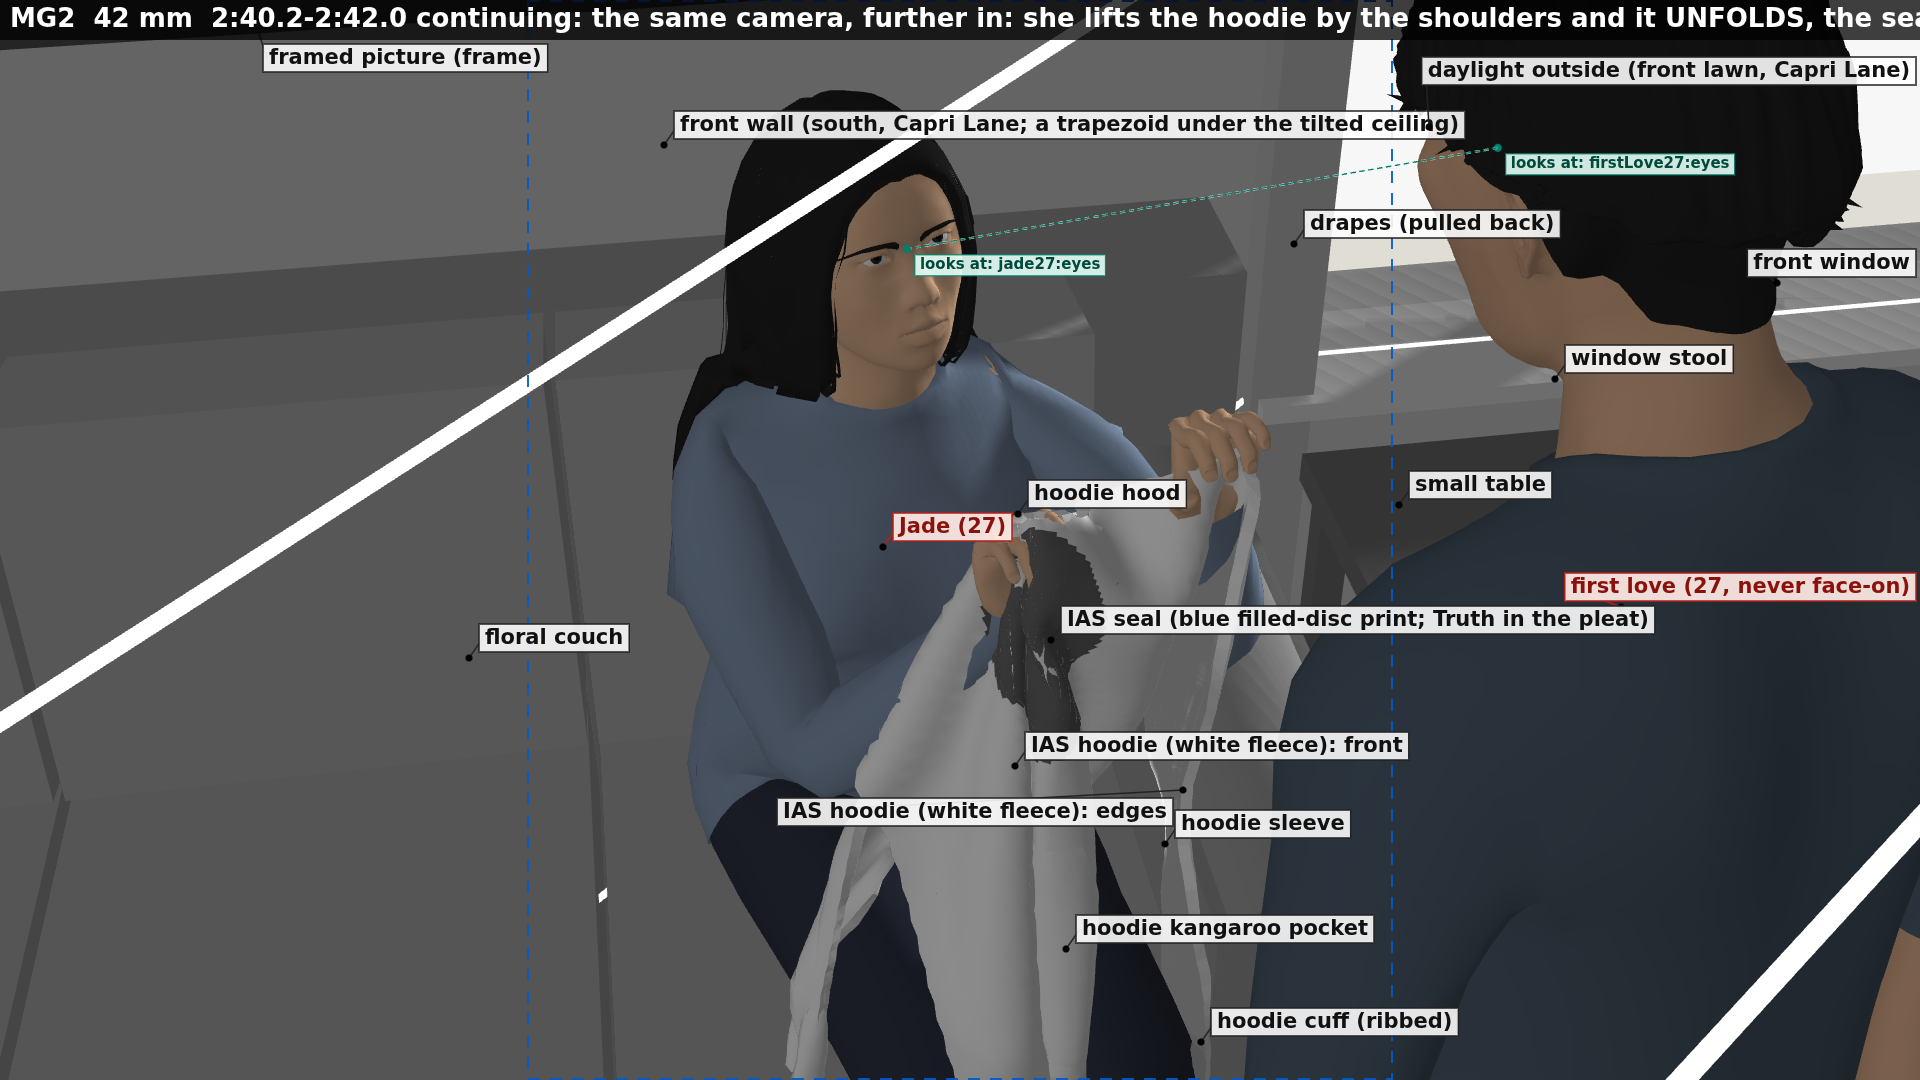 MG2 42 mm 2:40.2-2:42.0 continuing: the same camera, further in: she lifts the hoodie by the shoulders and it UNFOLDS, the
framed picture (frame)
daylight outside (front lawn, Capri Lane)
front wall (south, Capri Lane; a trapezoid under the tilted ceiling)
looks at: firstLove27:eyes
drapes (pulled back)
looks at: jade27:eyes
front window
window stool
small table
hoodie hood
Jade (27)
first love (27, never face-on)
IAS seal (blue filled-disc print; Truth in the pleat)
floral couch
IAS hoodie (white fleece): front
IAS hoodie (white fleece): edges
hoodie sleeve
hoodie kangaroo pocket
hoodie cuff (ribbed)